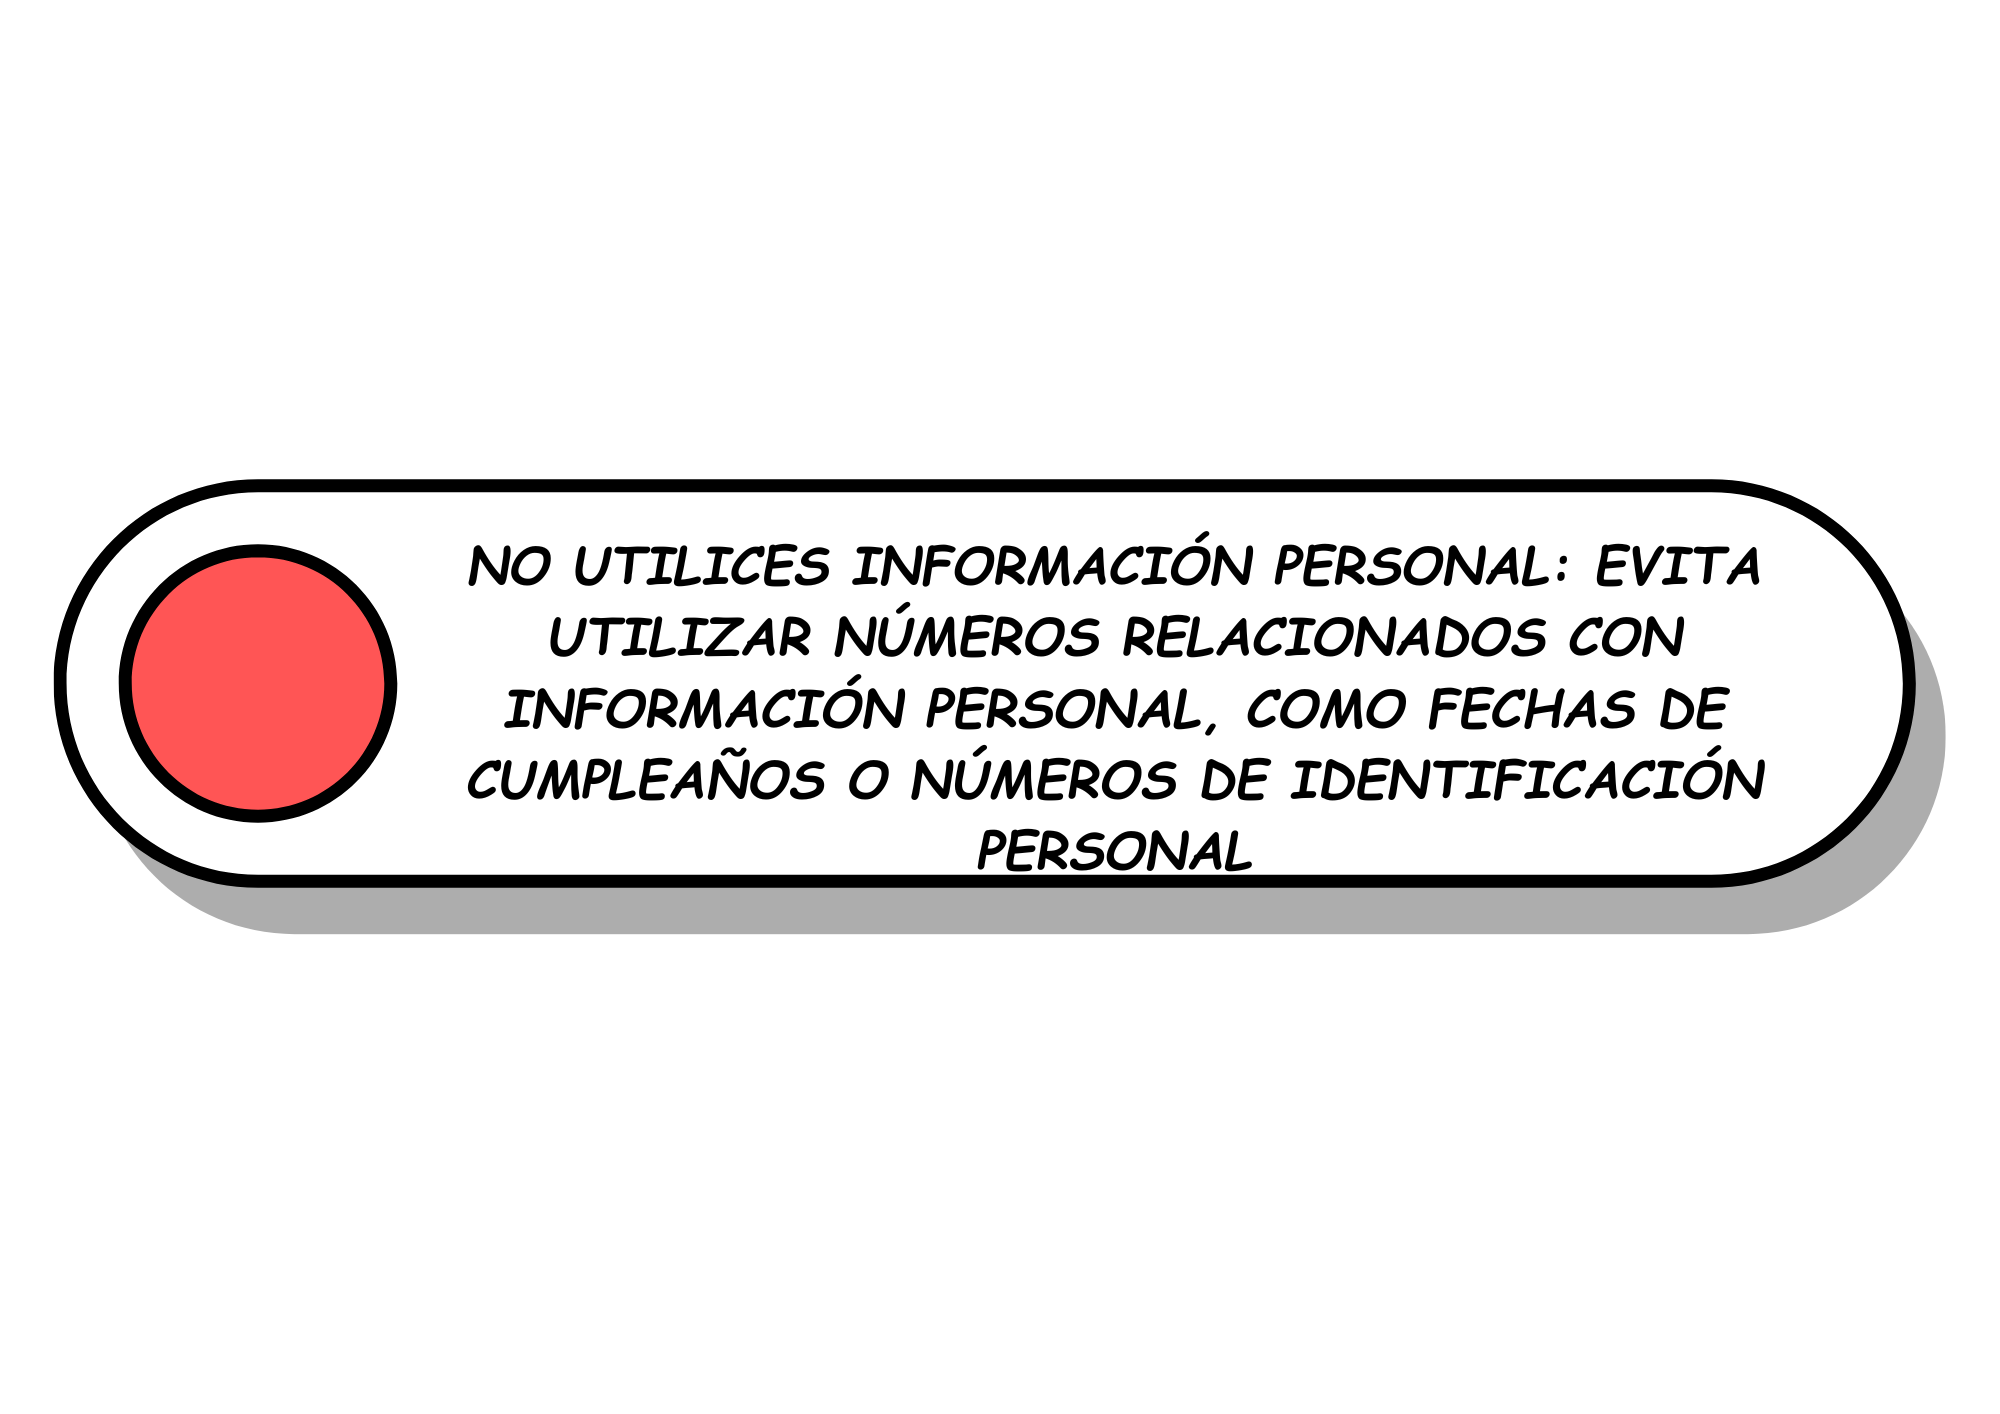 NO UTILICES INFORMACIÓN PERSONAL: EVITA
UTILIZAR NÚMEROS RELACIONADOS CON
INFORMACIÓN PERSONAL, COMO FECHAS DE
CUMPLEAÑOS O NÚMEROS DE IDENTIFICACIÓN
PERSONAL